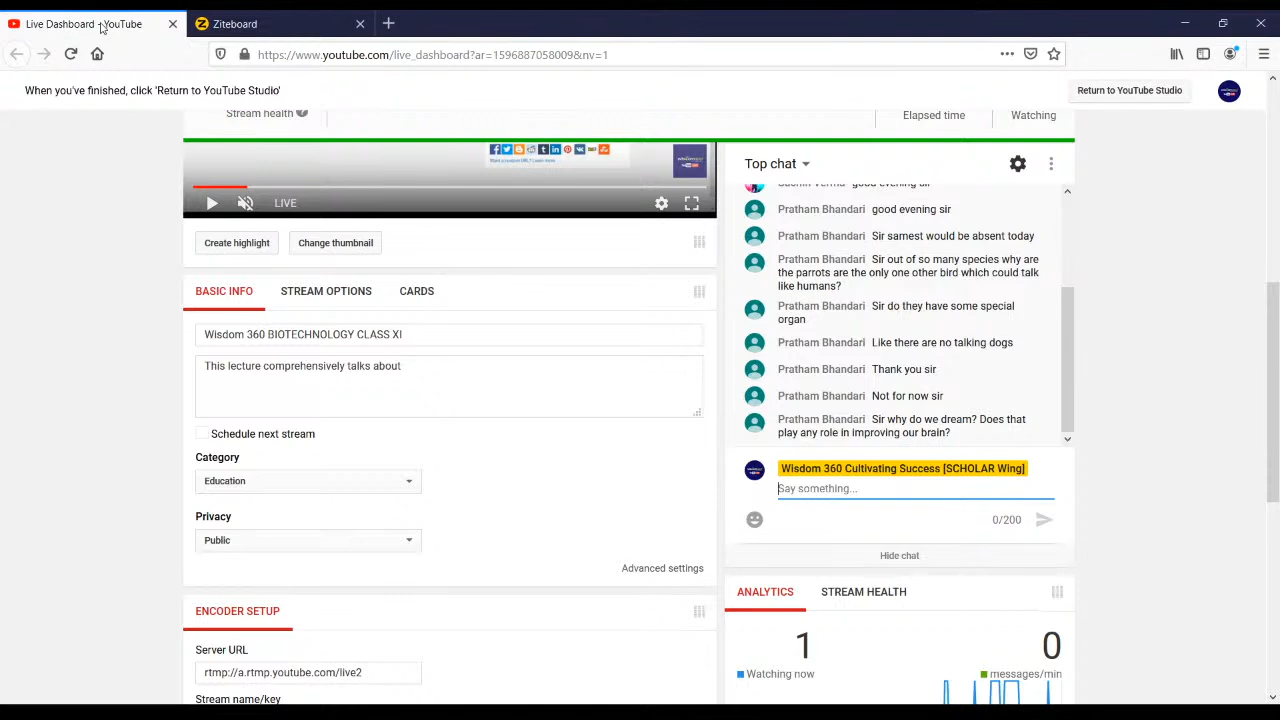 Live Dashboard - YouTube
Ziteboard
https://www.youtube.com/live_dashboard?ar=1596887058009&nv=1
When you've finished, click 'Return to YouTube Studio'
Return to YouTube Studio
Stream health
Elapsed time
Watching
LIVE
Create highlight
Change thumbnail
BASIC INFO
STREAM OPTIONS
CARDS
Wisdom 360 BIOTECHNOLOGY CLASS XI
This lecture comprehensively talks about
Schedule next stream
Category
Education
Privacy
Public
Advanced settings
ENCODER SETUP
Server URL
rtmp://a.rtmp.youtube.com/live2
Stream name/key
Top chat
Sachin Verma good evening sir
Pratham Bhandari good evening sir
Pratham Bhandari Sir samest would be absent today
Pratham Bhandari Sir out of so many species why are
the parrots are the only one other bird which could talk
like humans?
Pratham Bhandari Sir do they have some special
organ
Pratham Bhandari Like there are no talking dogs
Pratham Bhandari Thank you sir
Pratham Bhandari Not for now sir
Pratham Bhandari Sir why do we dream? Does that
play any role in improving our brain?
Wisdom 360 Cultivating Success [SCHOLAR Wing]
Say something...
0/200
Hide chat
ANALYTICS
STREAM HEALTH
1
0
Watching now
messages/min